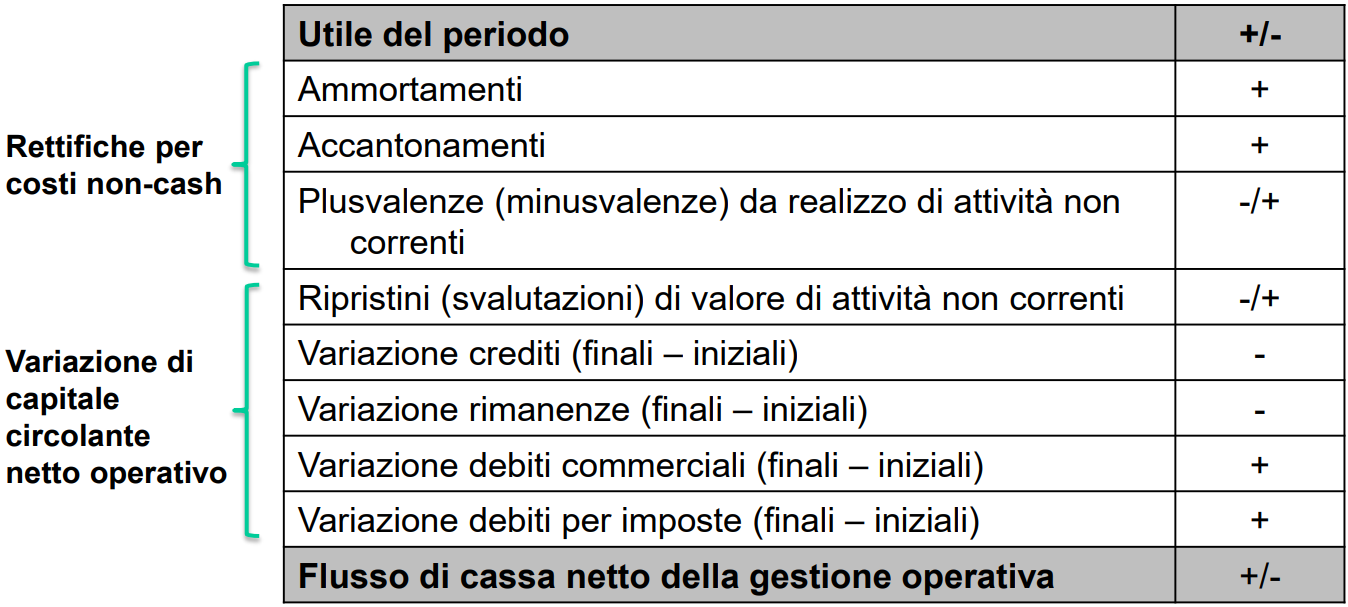 Utile del periodo +/-
Rettifiche per
costi non-cash
Ammortamenti +
Accantonamenti +
Plusvalenze (minusvalenze) da realizzo di attività non
correnti -/+
Variazione di
capitale
circolante
netto operativo
Ripristini (svalutazioni) di valore di attività non correnti -/+
Variazione crediti (finali – iniziali) -
Variazione rimanenze (finali – iniziali) -
Variazione debiti commerciali (finali – iniziali) +
Variazione debiti per imposte (finali – iniziali) +
Flusso di cassa netto della gestione operativa +/-